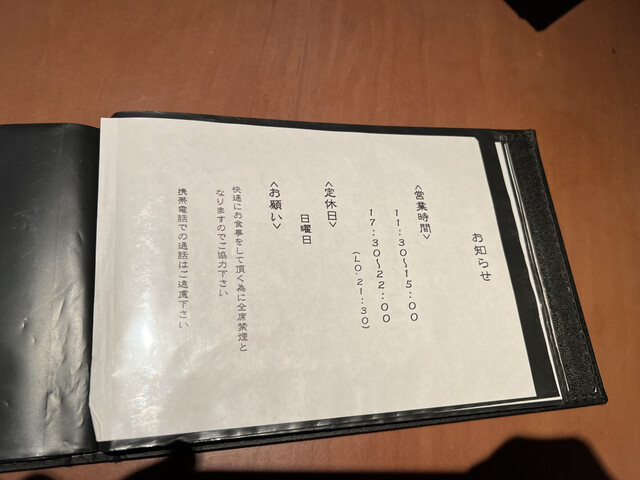 お知らせ
<営業時間>
11:30～15:00
17:30～22:00
(LO.21:30)
<定休日>
日曜日
<お願い>
快適にお食事をして頂く為に全席禁煙と
なりますのでご協力下さい
携帯電話での通話はご遠慮下さい